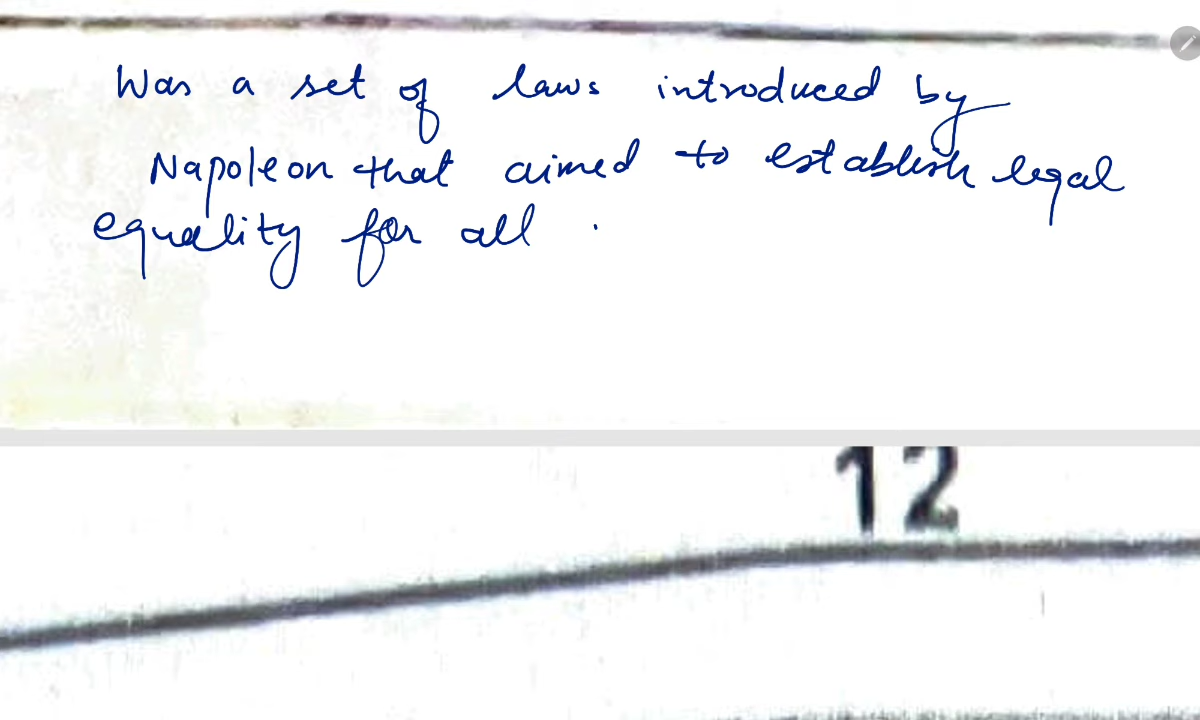 Was a set of laws introduced by
Napoleon that aimed to establish legal
equality for all .
12